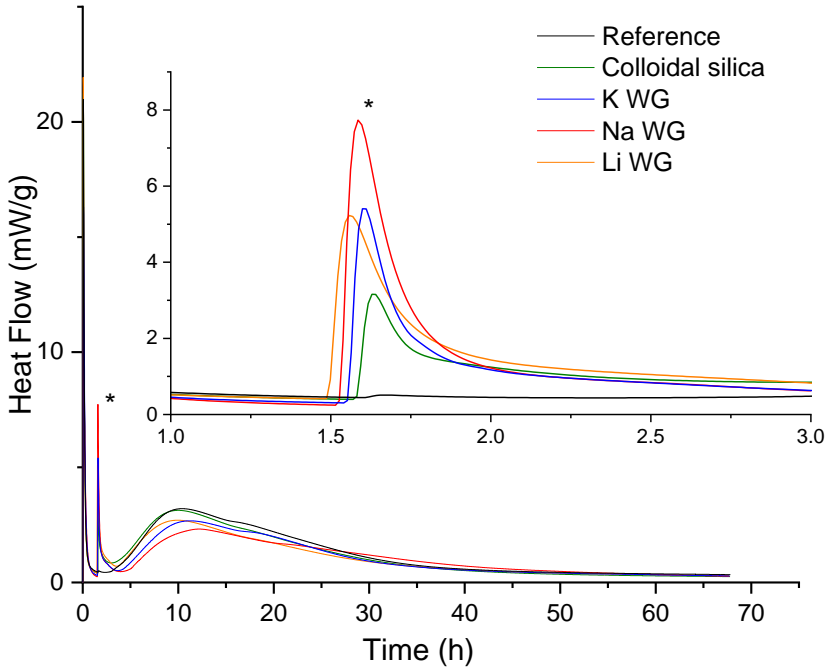 Reference
Colloidal silica
K WG
Na WG
Li WG
Heat Flow (mW/g)
20
10
0
*
8
6
4
2
0
*
1.0 1.5 2.0 2.5 3.0
0 10 20 30 40 50 60 70
Time (h)